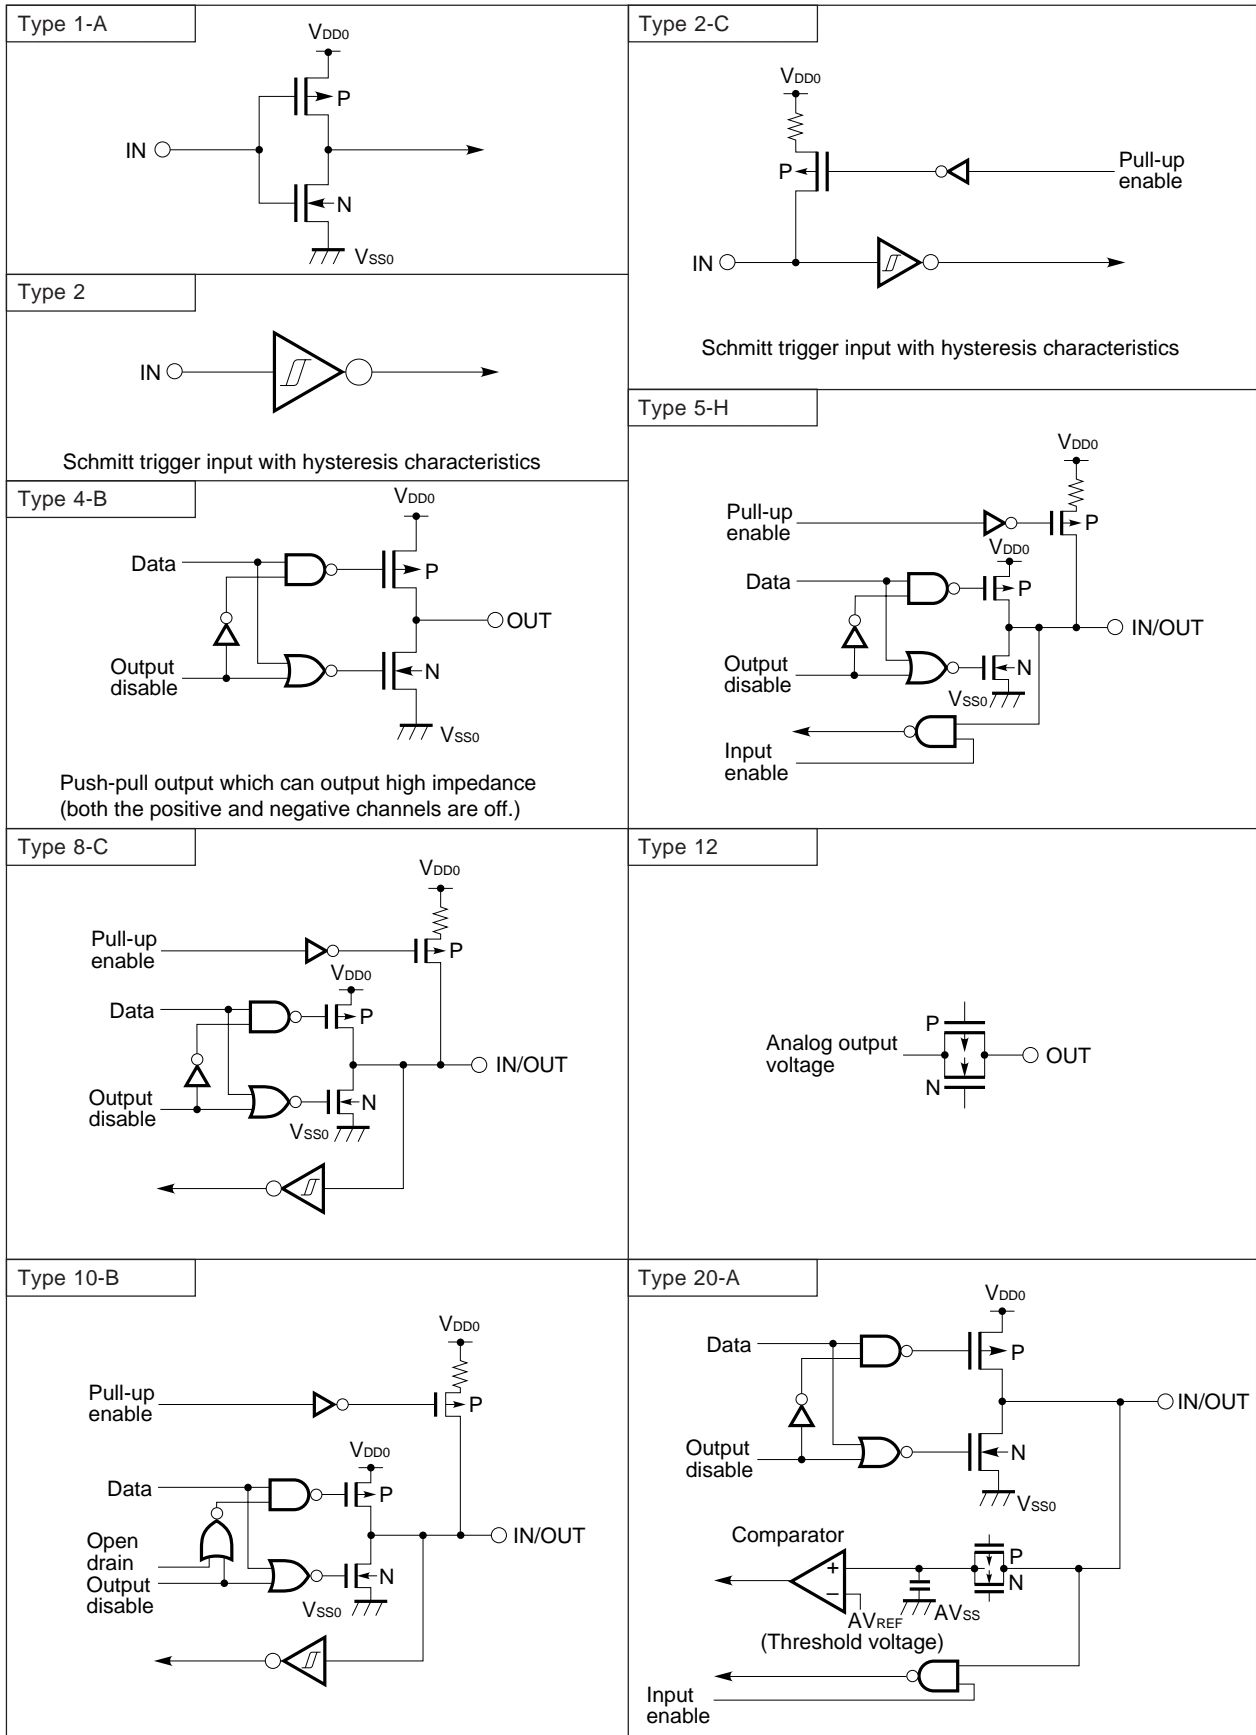 Type 1-A
VDD0
P
IN
N
VSS0
Type 2
IN
Schmitt trigger input with hysteresis characteristics
Type 4-B
VDD0
Data
P
OUT
Output
disable
N
VSS0
Push-pull output which can output high impedance
(both the positive and negative channels are off.)
Type 8-C
VDD0
Pull-up
enable
P
VDD0
Data
P
IN/OUT
Output
disable
N
VSS0
Type 10-B
VDD0
Pull-up
enable
P
VDD0
Data
P
IN/OUT
Open
drain
Output
disable
N
VSS0
Type 2-C
VDD0
P
Pull-up
enable
IN
Schmitt trigger input with hysteresis characteristics
Type 5-H
VDD0
Pull-up
enable
P
VDD0
Data
P
IN/OUT
Output
disable
N
VSS0
Input
enable
Type 12
P
Analog output
voltage
OUT
N
Type 20-A
VDD0
Data
P
IN/OUT
Output
disable
N
VSS0
Comparator
P
N
+
−
AVREF
AVSS
(Threshold voltage)
Input
enable